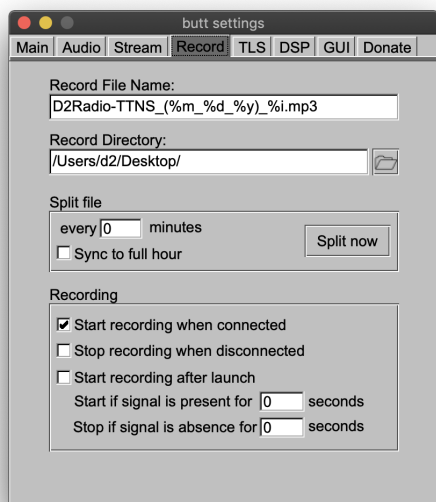 butt settings
Main Audio Stream Record TLS DSP GUI Donate
Record File Name:
D2Radio-TTNS_(%m_%d_%y)_%i.mp3
Record Directory:
/Users/d2/Desktop/
Split file
every 0 minutes
Sync to full hour
Split now
Recording
Start recording when connected
Stop recording when disconnected
Start recording after launch
Start if signal is present for 0 seconds
Stop if signal is absence for 0 seconds